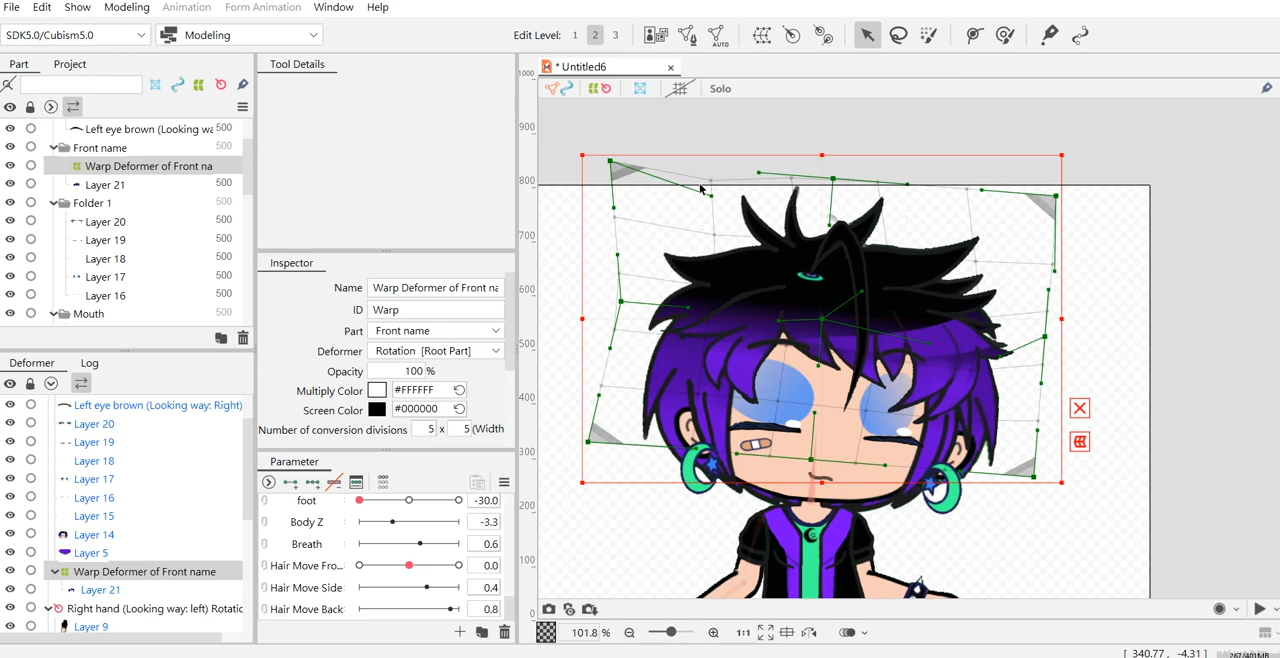 File Edit Show Modeling Animation Form Animation Window Help
SDK5.0/Cubism5.0 Modeling Edit Level: 1 2 3 AUTO
Part Project
Tool Details
* Untitled6
Solo
Left eye brown (Looking wa 500
Front name 500
Warp Deformer of Front na
Layer 21 500
Folder 1 500
Layer 20 500
Layer 19 500
Layer 18 500
Layer 17 500
Layer 16 500
Mouth 500
Deformer Log
Left eye brown (Looking way: Right)
Layer 20
Layer 19
Layer 18
Layer 17
Layer 16
Layer 15
Layer 14
Layer 5
Warp Deformer of Front name
Layer 21
Right hand (Looking way: left) Rotatic
Layer 9
Inspector
Name Warp Deformer of Front na
ID Warp
Part Front name
Deformer Rotation [Root Part]
Opacity 100 %
Multiply Color #FFFFFF
Screen Color #000000
Number of conversion divisions 5 x 5 (Width
Parameter
foot -30.0
Body Z -3.3
Breath 0.6
Hair Move Fro... 0.0
Hair Move Side 0.4
Hair Move Back 0.8
1000
900
800
700
600
500
400
300
200
100
0
101.8 % 1:1
[ 340.77, -4.31]
267/401MB